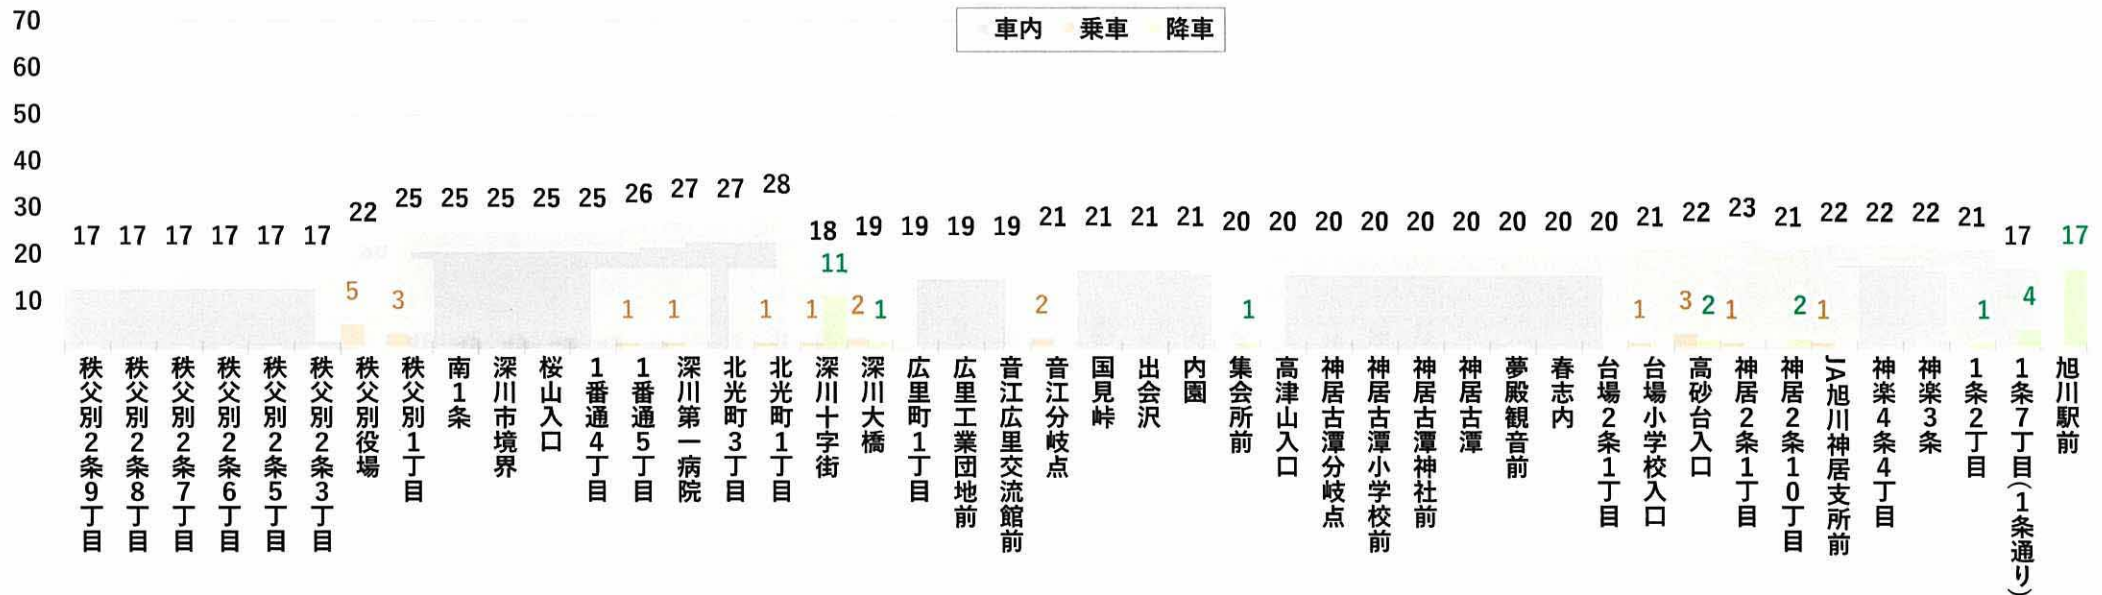 70
60
50
40
30
20
10
車内 乗車 降車
17 17 17 17 17 17 22 25 25 25 25 25 26 27 27 28 18 19 19 19 19 21 21 21 21 20 20 20 20 20 20 20 20 20 21 22 23 21 22 22 22 21 17
5 3 1 1 1 1 2 2 1 3 1 1
11 1 1 2 2 1 4 17
秩父別2条9丁目
秩父別2条8丁目
秩父別2条7丁目
秩父別2条6丁目
秩父別2条5丁目
秩父別2条3丁目
秩父別役場
秩父別1丁目
南1条
深川市境界
桜山入口
1番通4丁目
1番通5丁目
深川第一病院
北光町3丁目
北光町1丁目
深川十字街
深川大橋
広里町1丁目
広里工業団地前
音江広里交流館前
音江分岐点
国見峠
出会沢
内園
集会所前
高津山入口
神居古潭分岐点
神居古潭小学校前
神居古潭神社前
神居古潭
夢殿観音前
春志内
台場2条1丁目
台場小学校入口
高砂台入口
神居2条1丁目
神居2条10丁目
JA旭川神居支所前
神楽4条4丁目
神楽3条
1条2丁目
1条7丁目(1条通り)
旭川駅前